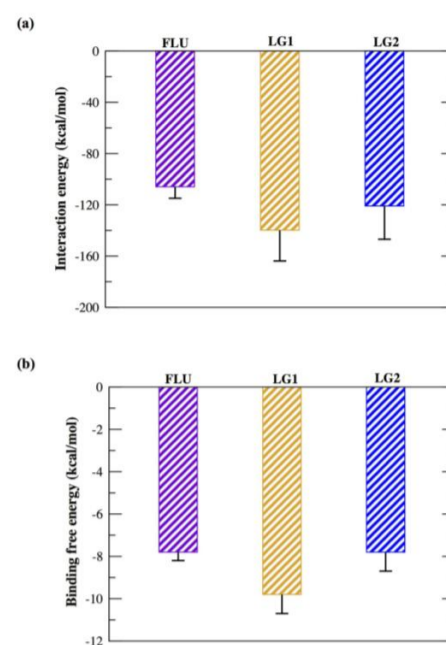 (a)
FLU LG1 LG2
0
-40
-80
-120
-160
-200
Interaction energy (kcal/mol)
(b)
FLU LG1 LG2
0
-2
-4
-6
-8
-10
-12
Binding free energy (kcal/mol)